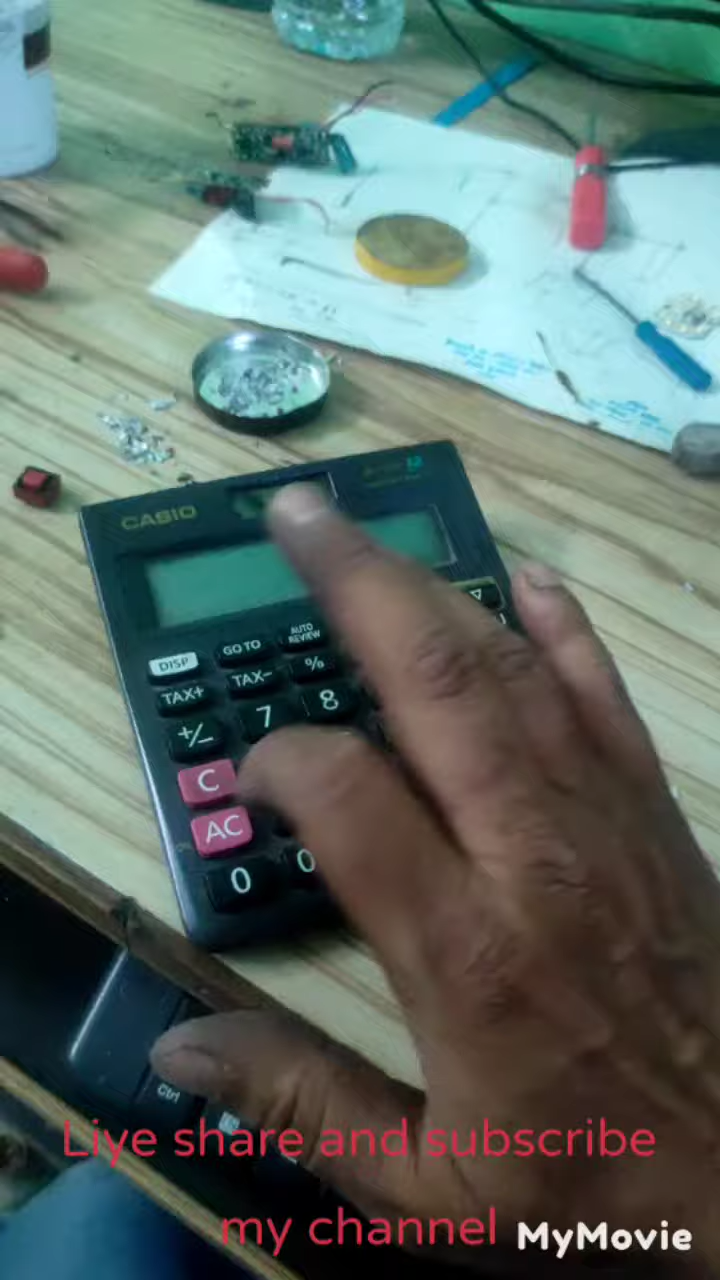 CASIO
DISP
GO TO
AUTO
REVIEW
TAX+
TAX-
%
+/-
7
8
C
AC
0
0
Ctrl
Liye share and subscribe
my channel
MyMovie